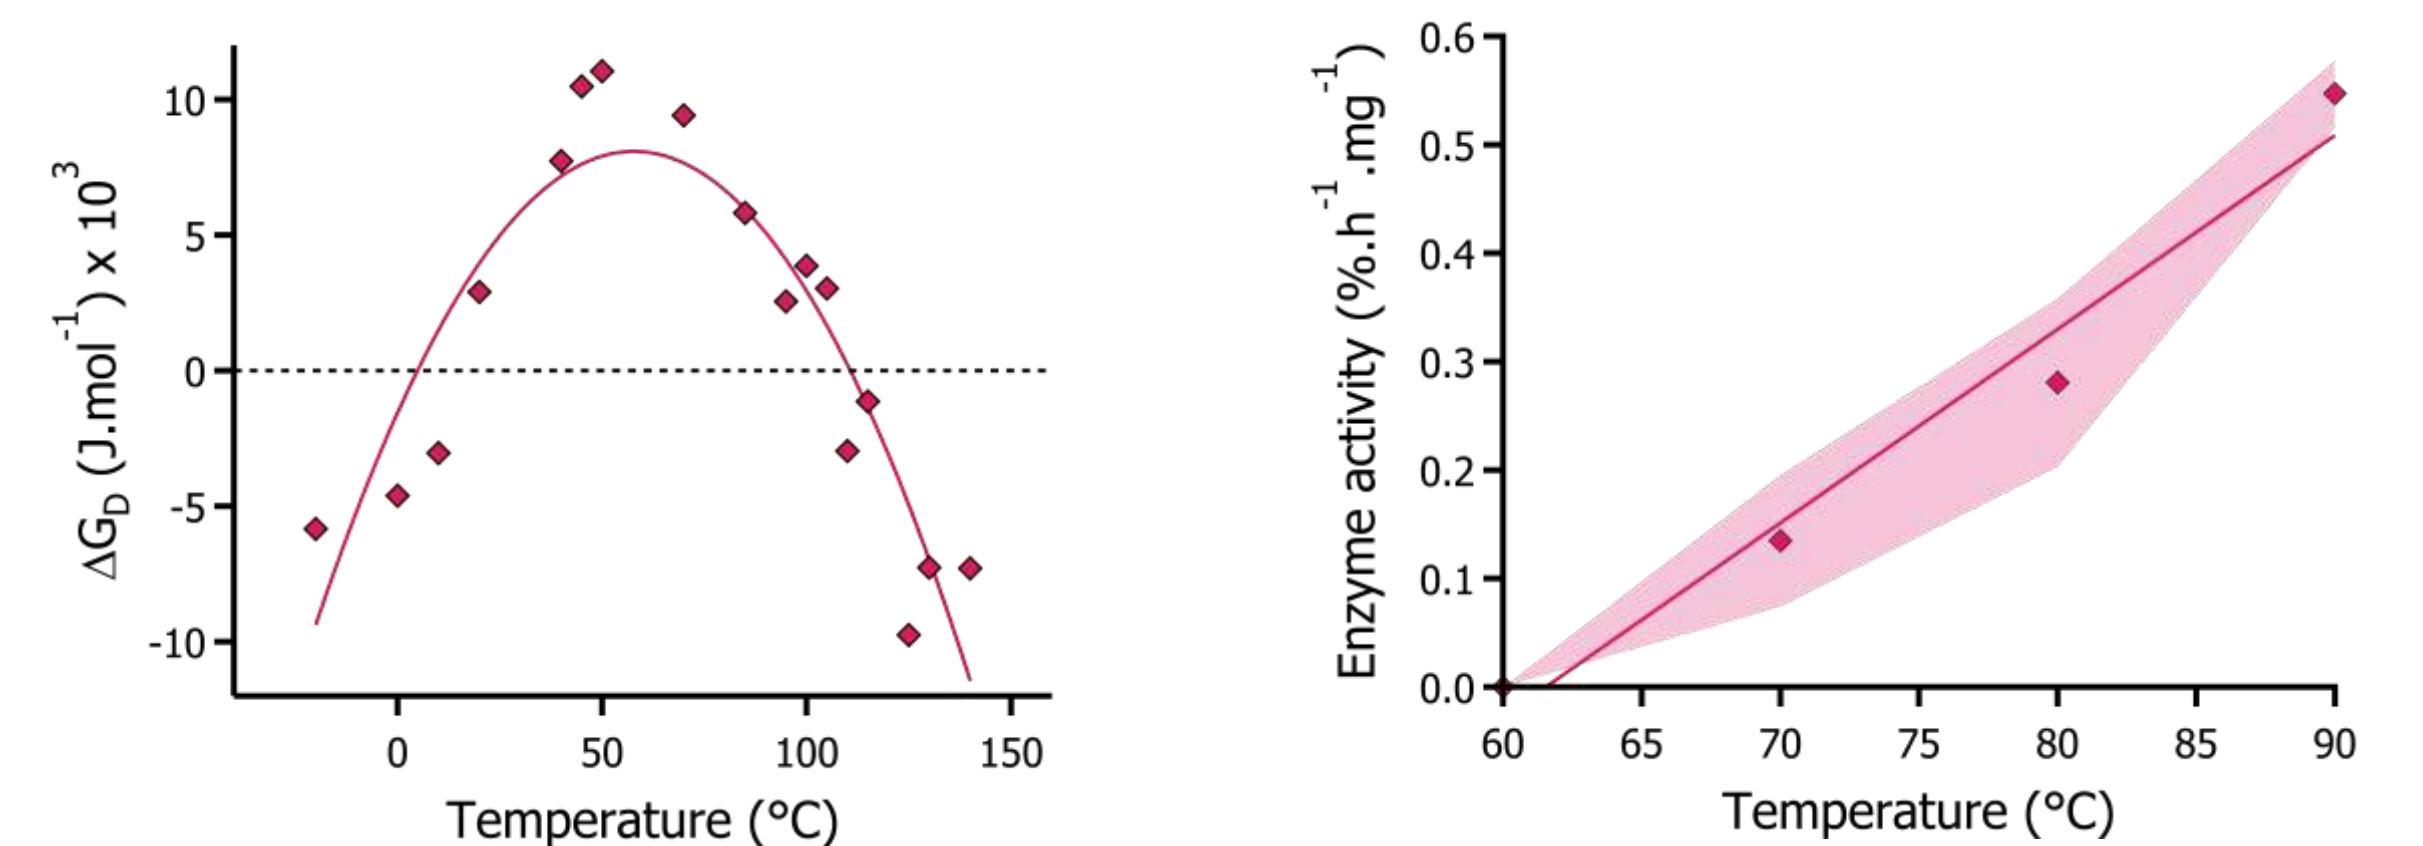 ΔG_D (J.mol⁻¹) x 10³
10
5
0
-5
-10
0 50 100 150
Temperature (°C)
Enzyme activity (%.h⁻¹.mg⁻¹)
0.6
0.5
0.4
0.3
0.2
0.1
0.0
60 65 70 75 80 85 90
Temperature (°C)